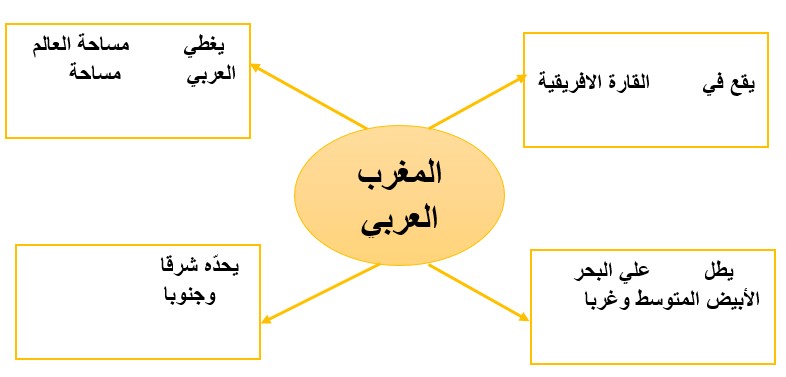 يغطي مساحة العالم
العربي مساحة
يقع في القارة الافريقية
المغرب
العربي
يحدّه شرقا
وجنوبا
يطل علي البحر
الأبيض المتوسط وغربا